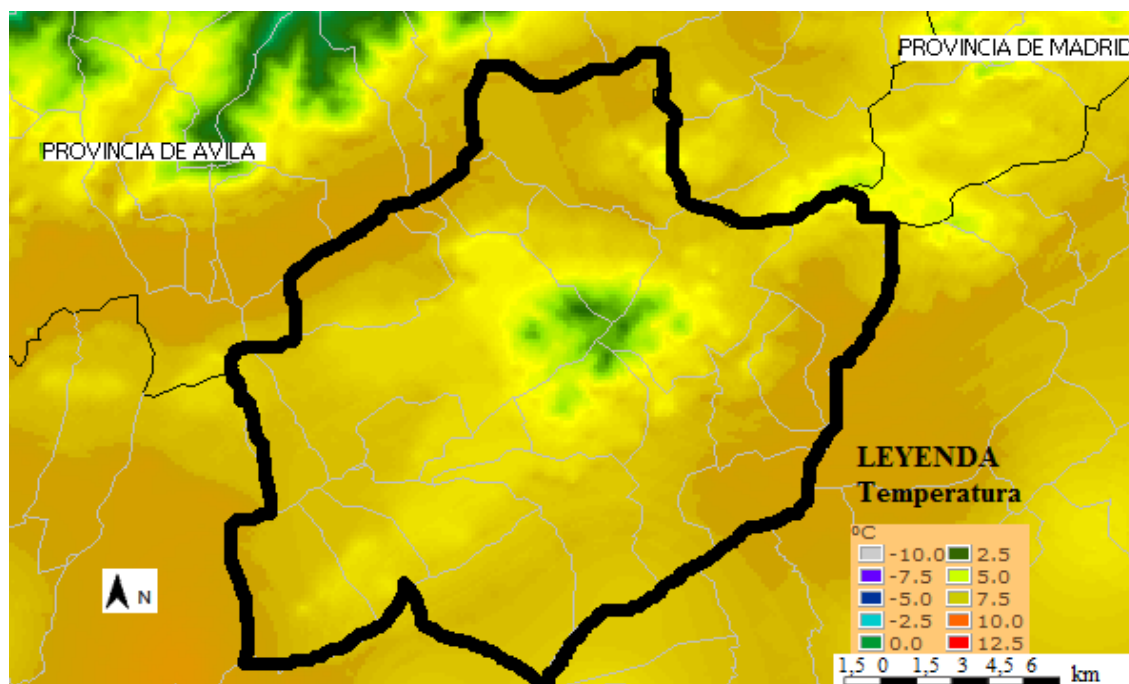 PROVINCIA DE MADRID
PROVINCIA DE AVILA
LEYENDA
Temperatura
ºC
-10.0 2.5
-7.5 5.0
-5.0 7.5
-2.5 10.0
0.0 12.5
N
1,5 0 1,5 3 4,5 6 km